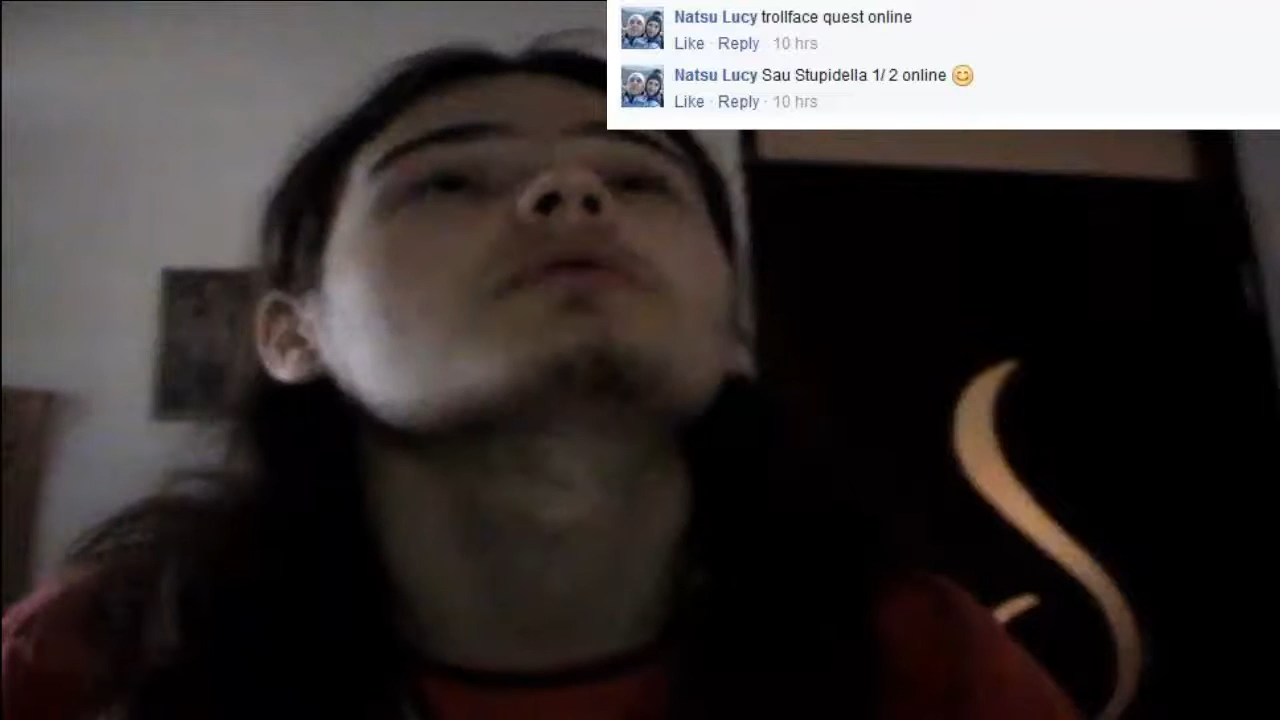 Natsu Lucy trollface quest online
Like · Reply · 10 hrs
Natsu Lucy Sau Stupidella 1/ 2 online 😊
Like · Reply · 10 hrs